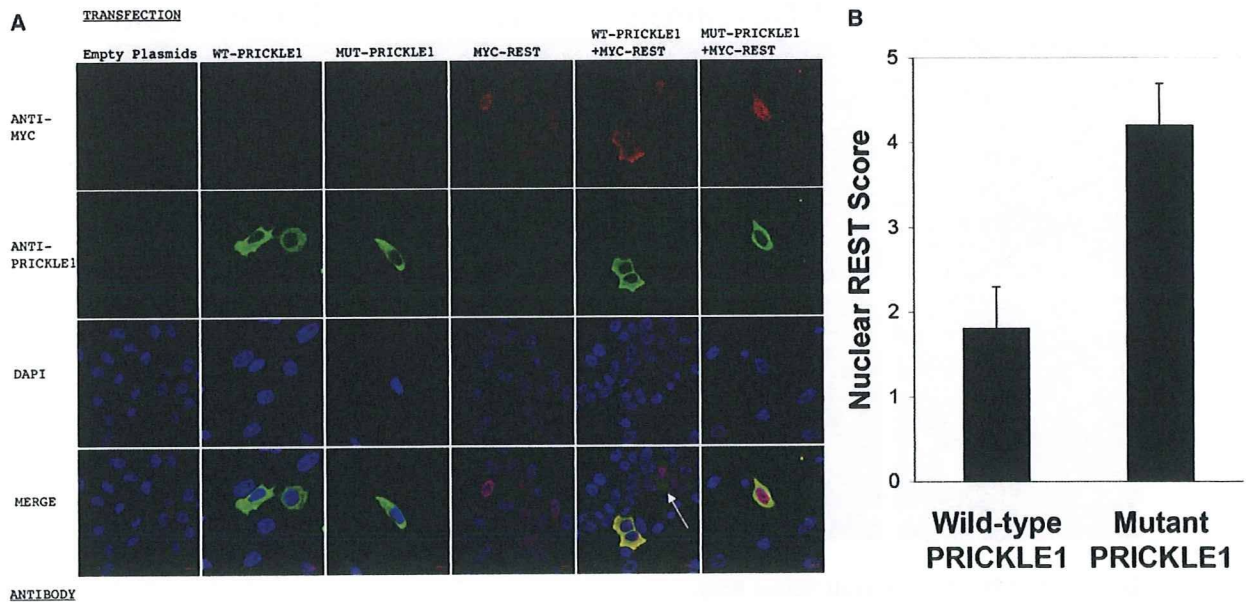 A
TRANSFECTION
Empty Plasmids
WT-PRICKLE1
MUT-PRICKLE1
MYC-REST
WT-PRICKLE1
+MYC-REST
MUT-PRICKLE1
+MYC-REST
ANTI-
MYC
ANTI-
PRICKLE1
DAPI
MERGE
ANTIBODY
B
Nuclear REST Score
5
4
3
2
1
0
Wild-type
PRICKLE1
Mutant
PRICKLE1